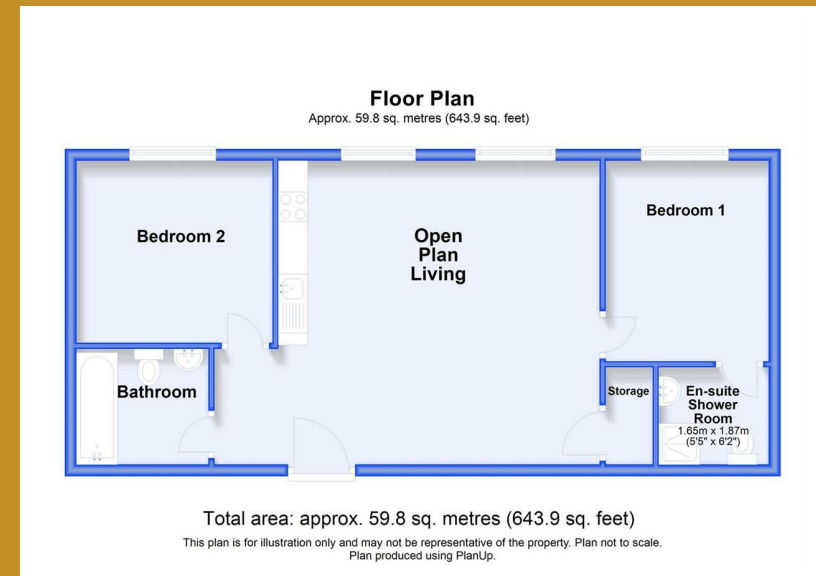 Floor Plan
Approx. 59.8 sq. metres (643.9 sq. feet)
Bedroom 2
Open
Plan
Living
Bedroom 1
Bathroom
Storage
En-suite
Shower
Room
1.65m x 1.87m
(5'5" x 6'2")
Total area: approx. 59.8 sq. metres (643.9 sq. feet)
This plan is for illustration only and may not be representative of the property. Plan not to scale.
Plan produced using PlanUp.